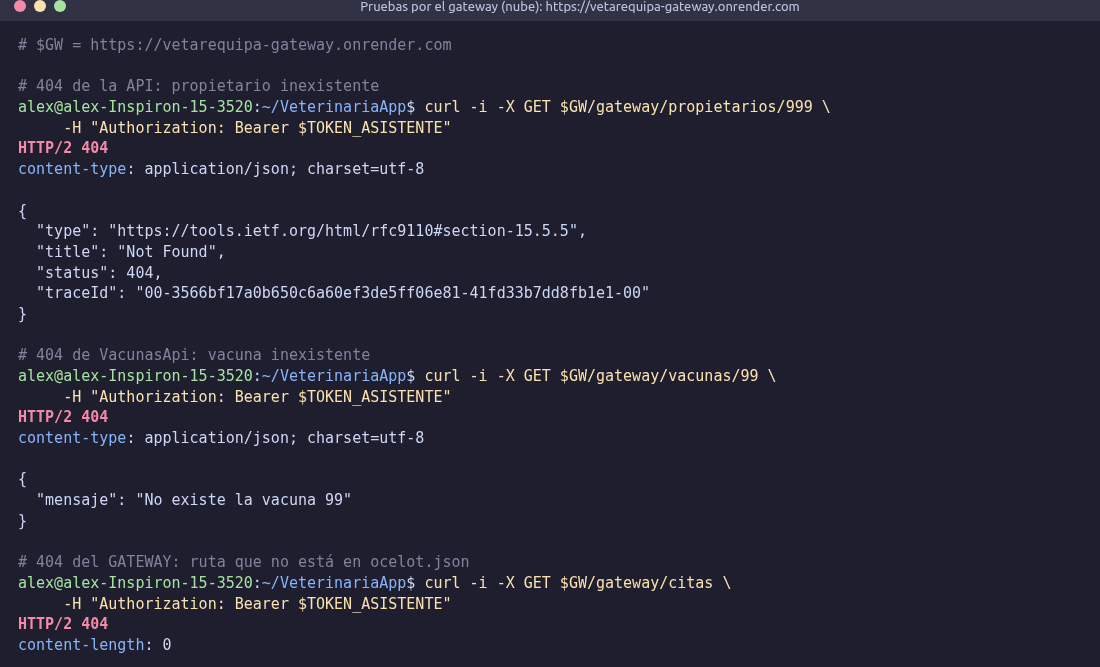 Pruebas por el gateway (nube): https://vetarequipa-gateway.onrender.com
# $GW = https://vetarequipa-gateway.onrender.com
# 404 de la API: propietario inexistente
alex@alex-Inspiron-15-3520:~/VeterinariaApp$ curl -i -X GET $GW/gateway/propietarios/999 \
-H "Authorization: Bearer $TOKEN_ASISTENTE"
HTTP/2 404
content-type: application/json; charset=utf-8
{
"type": "https://tools.ietf.org/html/rfc9110#section-15.5.5",
"title": "Not Found",
"status": 404,
"traceId": "00-3566bf17a0b650c6a60ef3de5ff06e81-41fd33b7dd8fb1e1-00"
}
# 404 de VacunasApi: vacuna inexistente
alex@alex-Inspiron-15-3520:~/VeterinariaApp$ curl -i -X GET $GW/gateway/vacunas/99 \
-H "Authorization: Bearer $TOKEN_ASISTENTE"
HTTP/2 404
content-type: application/json; charset=utf-8
{
"mensaje": "No existe la vacuna 99"
}
# 404 del GATEWAY: ruta que no está en ocelot.json
alex@alex-Inspiron-15-3520:~/VeterinariaApp$ curl -i -X GET $GW/gateway/citas \
-H "Authorization: Bearer $TOKEN_ASISTENTE"
HTTP/2 404
content-length: 0